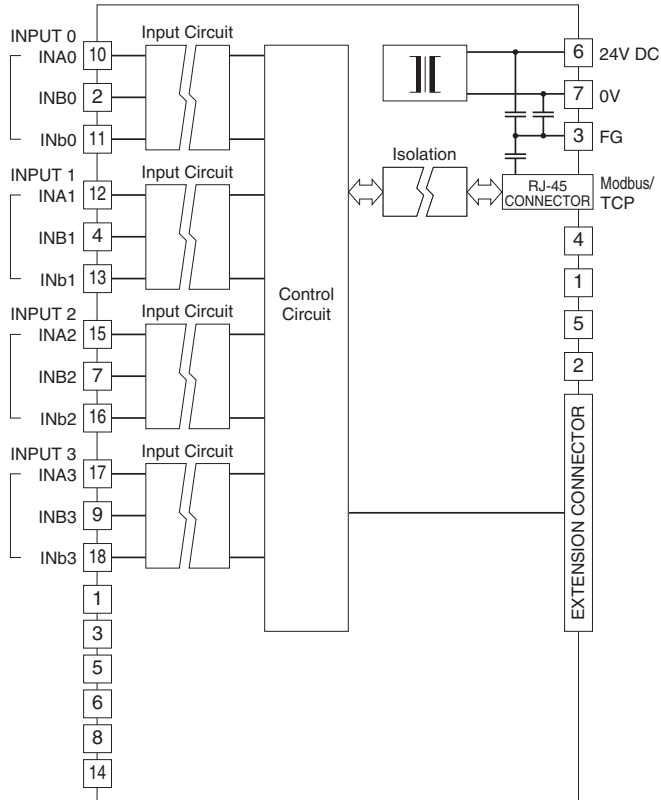 INPUT 0
INA0 10
INB0 2
INb0 11
Input Circuit
INPUT 1
INA1 12
INB1 4
INb1 13
Input Circuit
INPUT 2
INA2 15
INB2 7
INb2 16
Input Circuit
INPUT 3
INA3 17
INB3 9
INb3 18
Input Circuit
1
3
5
6
8
14
Control
Circuit
Isolation
6 24V DC
7 0V
3 FG
RJ-45
CONNECTOR
Modbus/
TCP
4
1
5
2
EXTENSION CONNECTOR